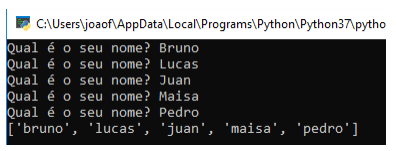 C:\Users\joaof\AppData\Local\Programs\Python\Python37\pytho
Qual é o seu nome? Bruno
Qual é o seu nome? Lucas
Qual é o seu nome? Juan
Qual é o seu nome? Maisa
Qual é o seu nome? Pedro
['bruno', 'lucas', 'juan', 'maisa', 'pedro']